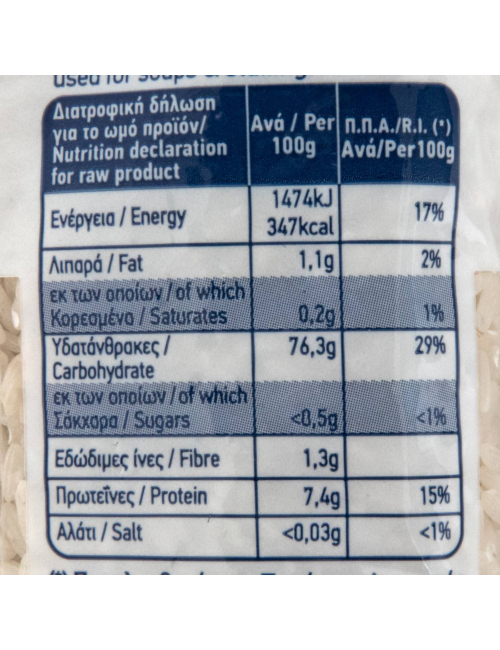 used for soups
Διατροφική δήλωση
για το ωμό προϊόν/
Nutrition declaration
for raw product
Ανά / Per
100g
Π.Π.Α./R.I. (*)
Ανά/Per100g
Ενέργεια / Energy
1474kJ
347kcal
17%
Λιπαρά / Fat
1,1g
2%
εκ των οποίων / of which
Κορεσμένα / Saturates
0,2g
1%
Υδατάνθρακες /
Carbohydrate
76,3g
29%
εκ των οποίων / of which
Σάκχαρα / Sugars
<0,5g
<1%
Εδώδιμες ίνες / Fibre
1,3g
Πρωτεΐνες / Protein
7,4g
15%
Αλάτι / Salt
<0,03g
<1%